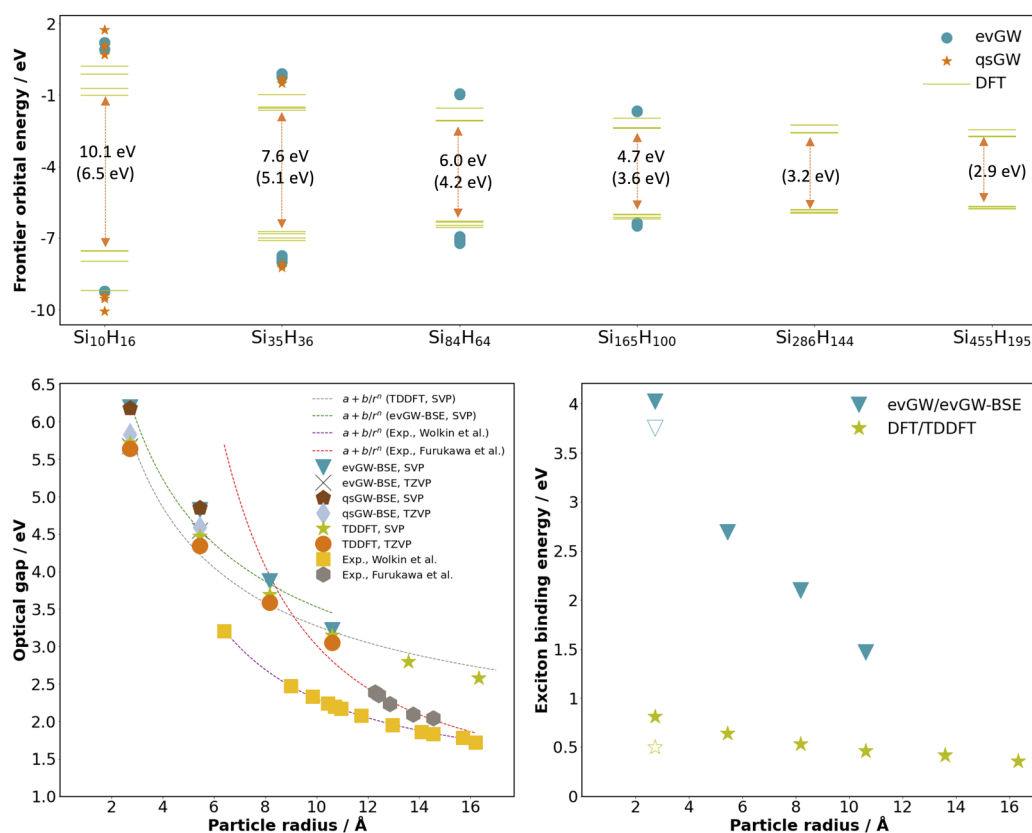 Frontier orbital energy / eV
2
-1
-4
-7
-10
evGW
qsGW
DFT
10.1 eV
(6.5 eV)
7.6 eV
(5.1 eV)
6.0 eV
(4.2 eV)
4.7 eV
(3.6 eV)
(3.2 eV)
(2.9 eV)
Si₁₀H₁₆
Si₃₅H₃₆
Si₈₄H₆₄
Si₁₆₅H₁₀₀
Si₂₈₆H₁₄₄
Si₄₅₅H₁₉₅
Optical gap / eV
6.5
6.0
5.5
5.0
4.5
4.0
3.5
3.0
2.5
2.0
1.5
1.0
a + b/rⁿ (TDDFT, SVP)
a + b/rⁿ (evGW-BSE, SVP)
a + b/rⁿ (Exp., Wolkin et al.)
a + b/rⁿ (Exp., Furukawa et al.)
evGW-BSE, SVP
evGW-BSE, TZVP
qsGW-BSE, SVP
qsGW-BSE, TZVP
TDDFT, SVP
TDDFT, TZVP
Exp., Wolkin et al.
Exp., Furukawa et al.
2
4
6
8
10
12
14
16
Particle radius / Å
Exciton binding energy / eV
4
3.5
3
2.5
2
1.5
1
0.5
0
evGW/evGW-BSE
DFT/TDDFT
2
4
6
8
10
12
14
16
Particle radius / Å